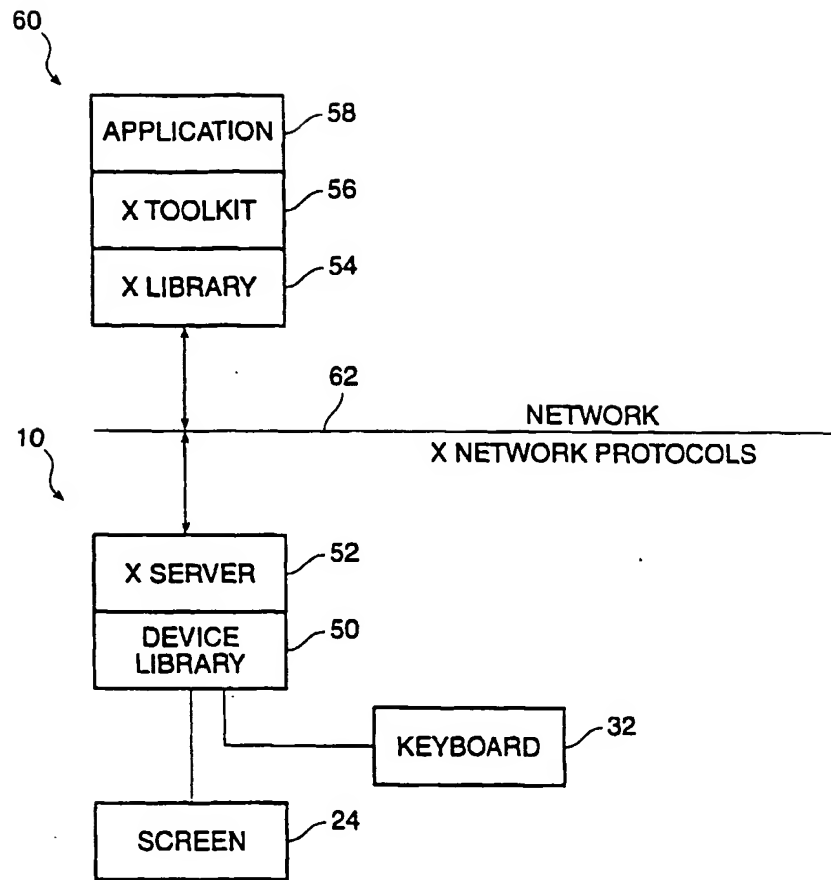 60
APPLICATION
58
X TOOLKIT
56
X LIBRARY
54
62
NETWORK
10
X NETWORK PROTOCOLS
X SERVER
52
DEVICE
LIBRARY
50
KEYBOARD
32
SCREEN
24